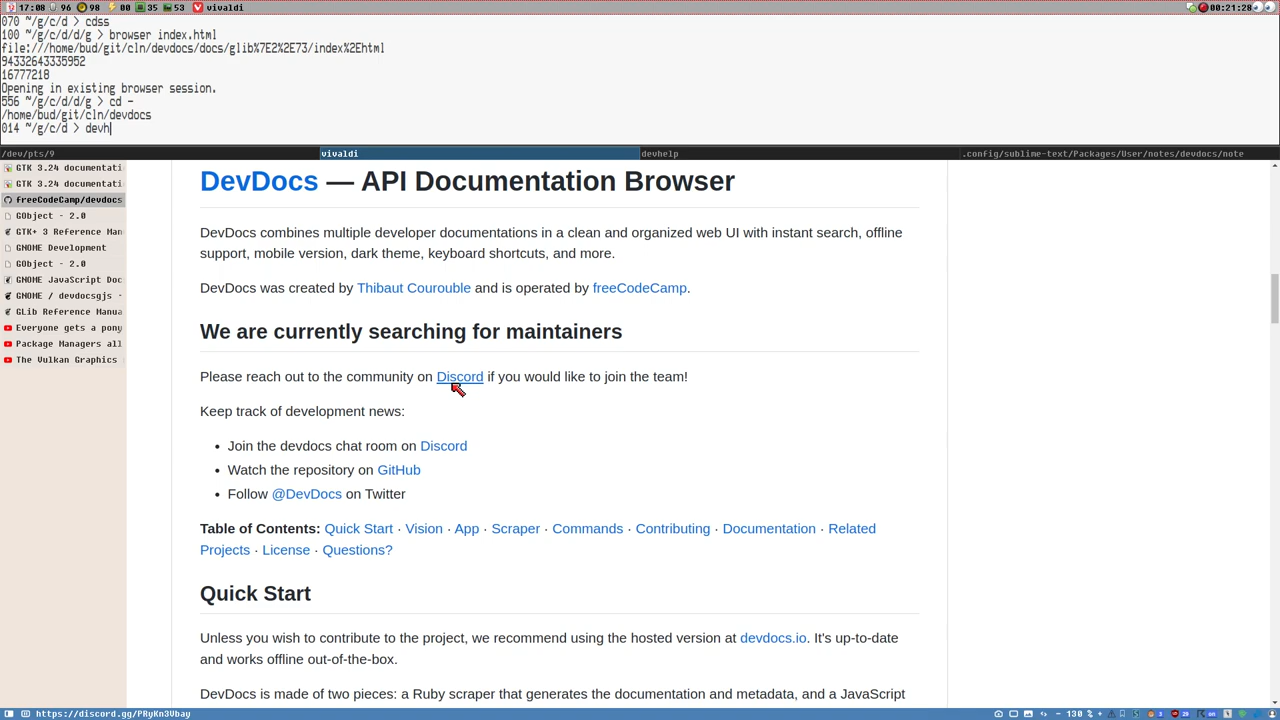 17:08 96 98 00 35 53 vivaldi 00:21:28
070 ~/g/c/d/d/g > cdss
100 ~/g/c/d/d/g > browser index.html
file:///home/bud/git/cln/devdocs/docs/glib%7E2%2E73/index%2Ehtml
94332643335952
16777218
Opening in existing browser session.
556 ~/g/c/d/d/g > cd -
/home/bud/git/cln/devdocs
014 ~/g/c/d > devh
/dev/pts/9 vivaldi devhelp .config/sublime-text/Packages/User/notes/devdocs/note
GTK 3.24 documentati
GTK 3.24 documentati
freeCodeCamp/devdocs
GObject - 2.0
GTK+ 3 Reference Man
GNOME Development
GObject - 2.0
GNOME JavaScript Doc
GNOME / devdocsgjs -
GLib Reference Manua
Everyone gets a pony
Package Managers all
The Vulkan Graphics
DevDocs — API Documentation Browser
DevDocs combines multiple developer documentations in a clean and organized web UI with instant search, offline
support, mobile version, dark theme, keyboard shortcuts, and more.
DevDocs was created by Thibaut Courouble and is operated by freeCodeCamp.
We are currently searching for maintainers
Please reach out to the community on Discord if you would like to join the team!
Keep track of development news:
• Join the devdocs chat room on Discord
• Watch the repository on GitHub
• Follow @DevDocs on Twitter
Table of Contents: Quick Start · Vision · App · Scraper · Commands · Contributing · Documentation · Related
Projects · License · Questions?
Quick Start
Unless you wish to contribute to the project, we recommend using the hosted version at devdocs.io. It's up-to-date
and works offline out-of-the-box.
DevDocs is made of two pieces: a Ruby scraper that generates the documentation and metadata, and a JavaScript
https://discord.gg/PRyKn3Vbay − 130 % +